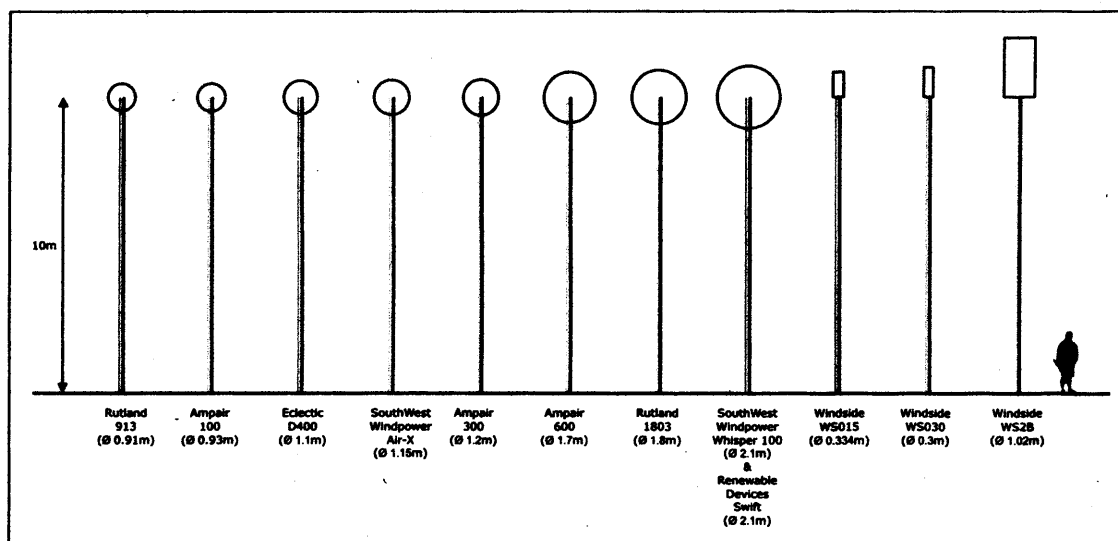 10m
Rutland
913
(Ø 0.91m)
Ampair
100
(Ø 0.93m)
Eclectic
D400
(Ø 1.1m)
SouthWest
Windpower
Air-X
(Ø 1.15m)
Ampair
300
(Ø 1.2m)
Ampair
600
(Ø 1.7m)
Rutland
1803
(Ø 1.8m)
SouthWest
Windpower
Whisper 100
(Ø 2.1m)
&
Renewable
Devices
Swift
(Ø 2.1m)
Windside
WS015
(Ø 0.334m)
Windside
WS030
(Ø 0.3m)
Windside
WS2B
(Ø 1.02m)